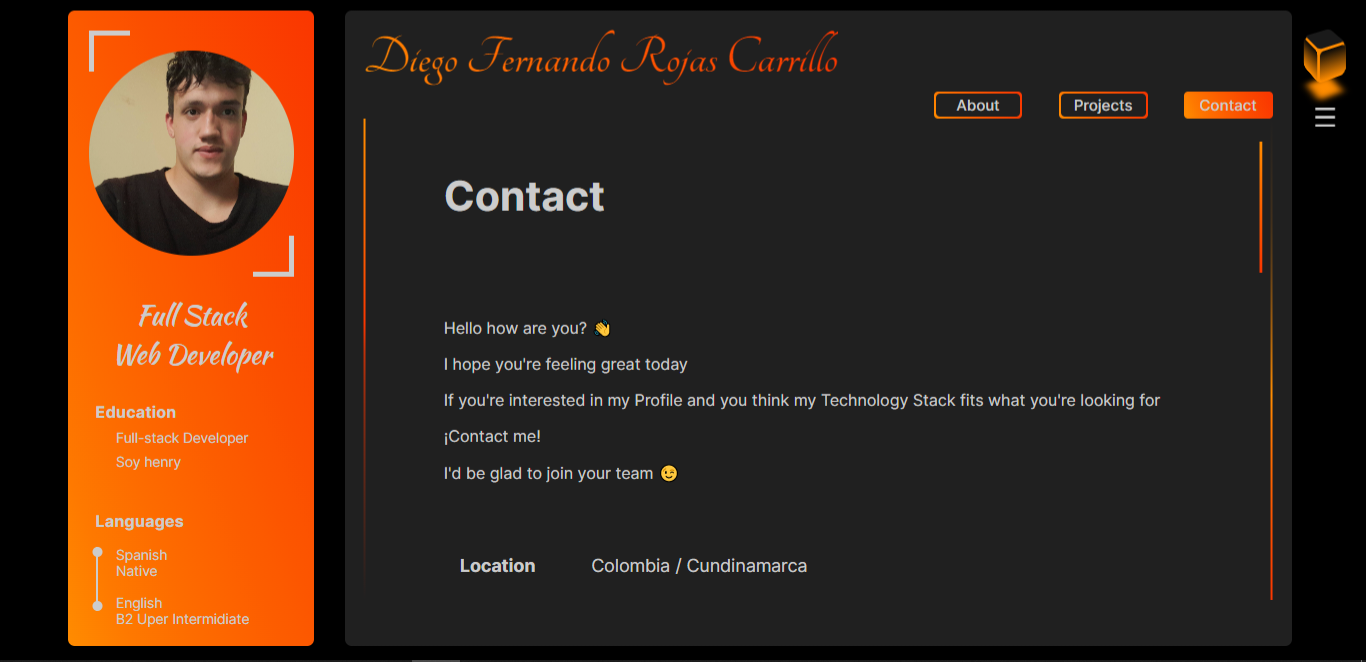 Diego Fernando Rojas Carrillo
About
Projects
Contact
Full Stack
Web Developer
Education
Full-stack Developer
Soy henry
Languages
Spanish
Native
English
B2 Uper Intermidiate
Contact
Hello how are you? 👋
I hope you're feeling great today
If you're interested in my Profile and you think my Technology Stack fits what you're looking for
¡Contact me!
I'd be glad to join your team 😉
Location Colombia / Cundinamarca